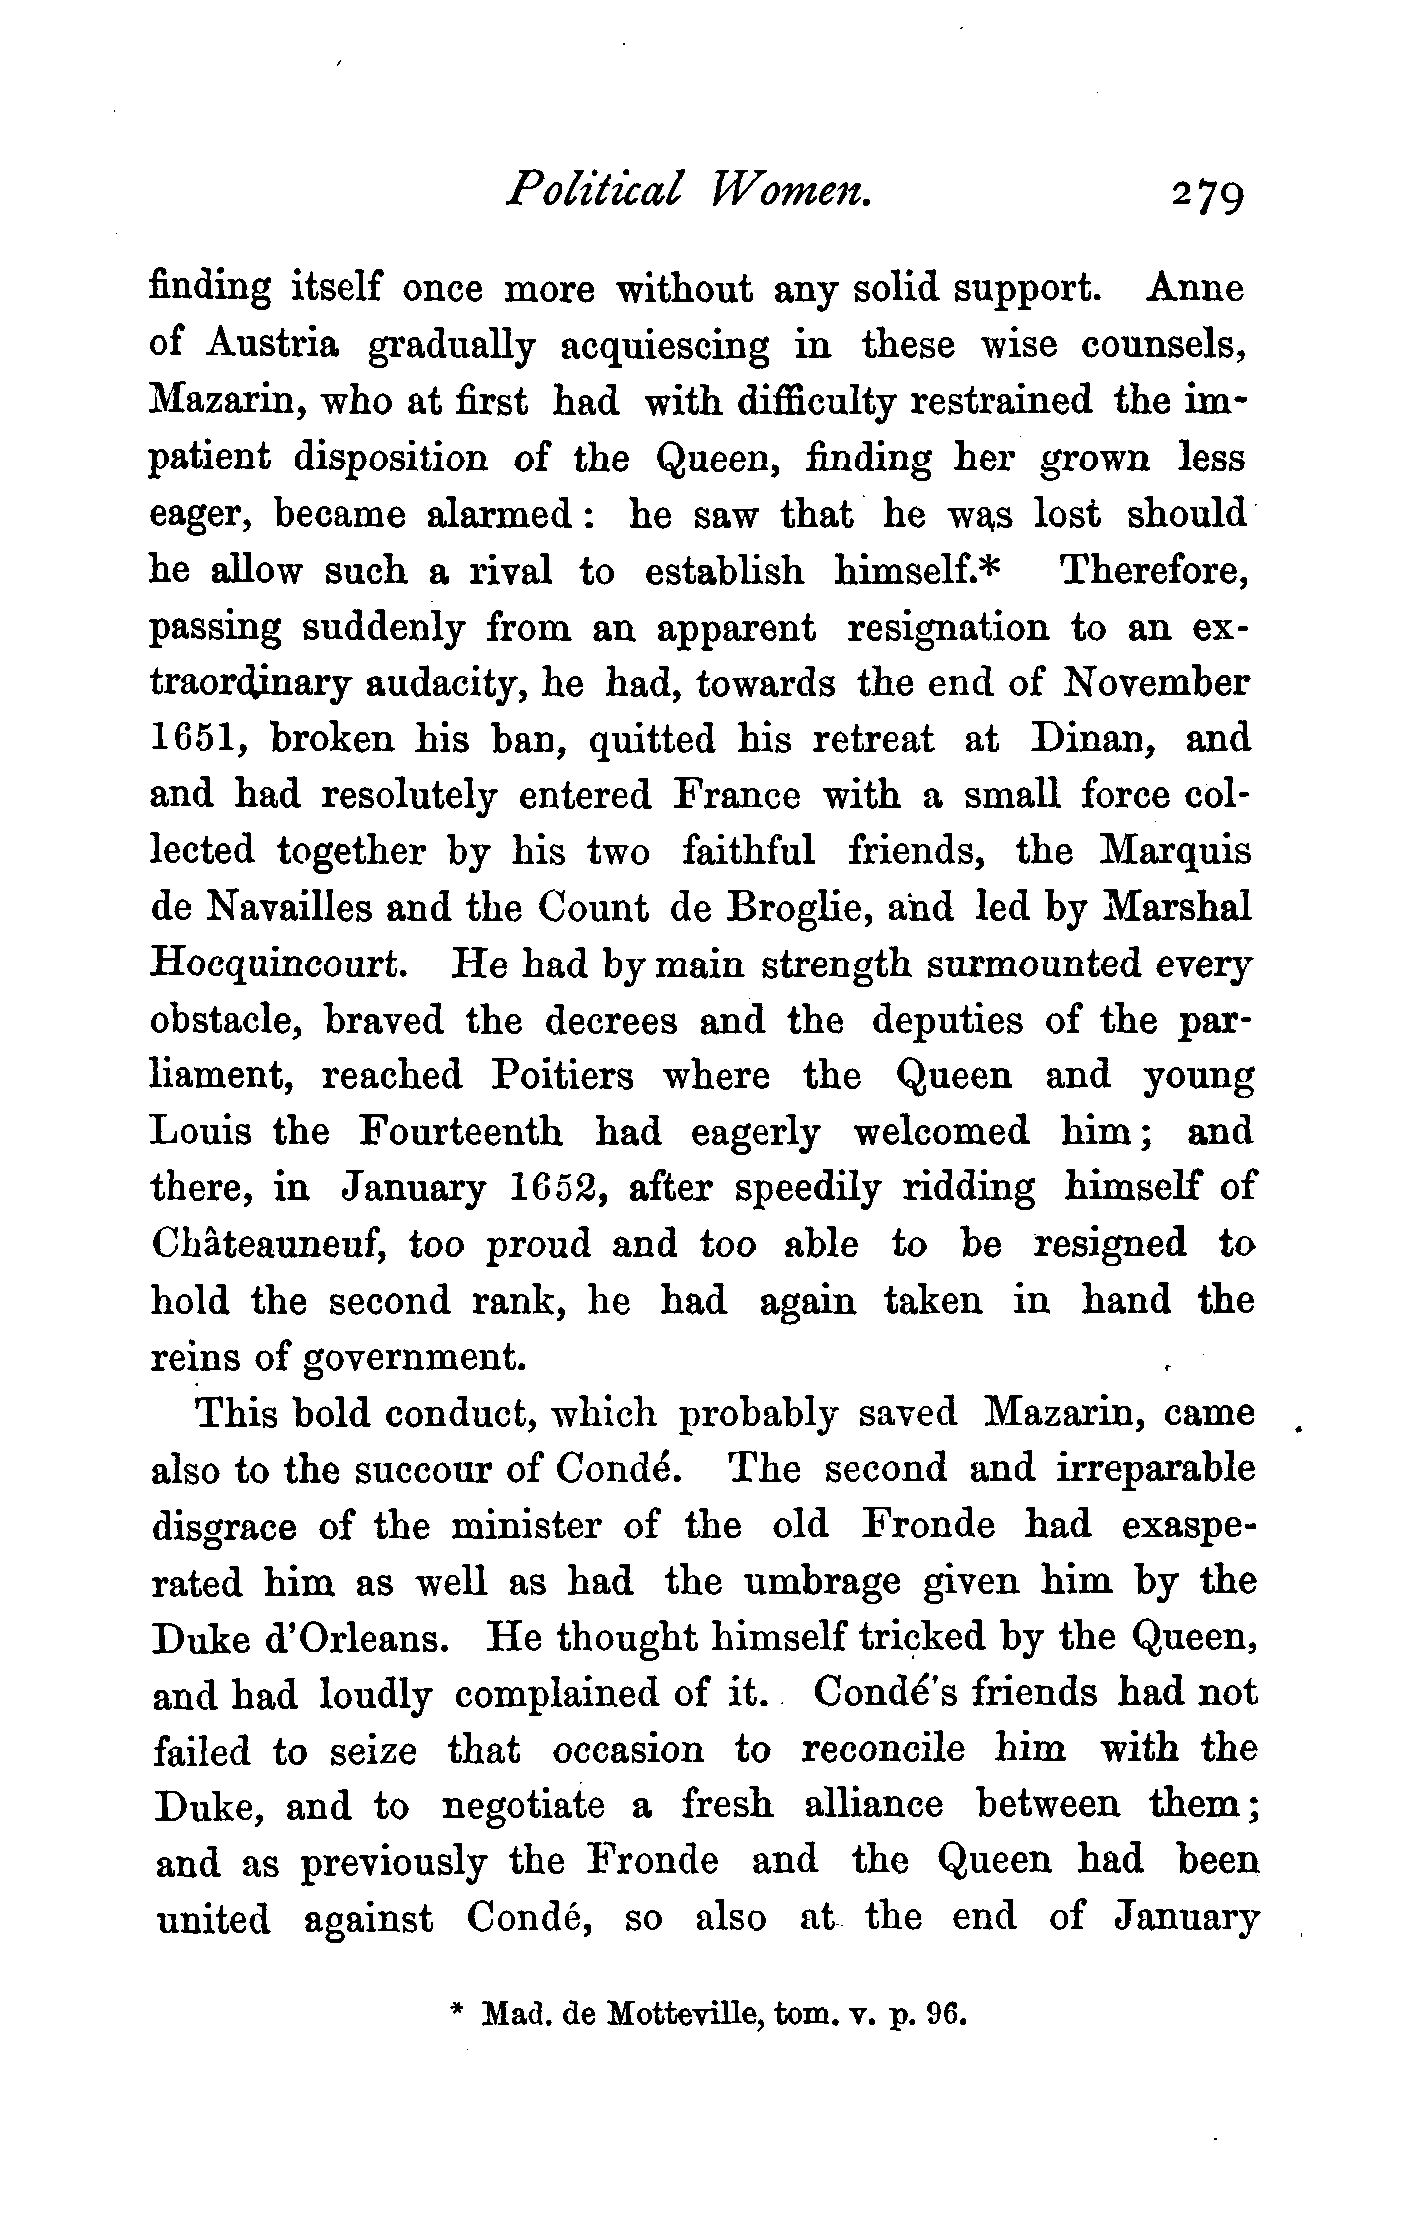 Political Women. 279
finding itself once more without any solid support. Anne
of Austria gradually acquiescing in these wise counsels,
Mazarin, who at first had with difficulty restrained the im-
patient disposition of the Queen, finding her grown less
eager, became alarmed : he saw that he was lost should
he allow such a rival to establish himself.* Therefore,
passing suddenly from an apparent resignation to an ex-
traordinary audacity, he had, towards the end of November
1651, broken his ban, quitted his retreat at Dinan, and
and had resolutely entered France with a small force col-
lected together by his two faithful friends, the Marquis
de Navailles and the Count de Broglie, and led by Marshal
Hocquincourt. He had by main strength surmounted every
obstacle, braved the decrees and the deputies of the par-
liament, reached Poitiers where the Queen and young
Louis the Fourteenth had eagerly welcomed him; and
there, in January 1652, after speedily ridding himself of
Châteauneuf, too proud and too able to be resigned to
hold the second rank, he had again taken in hand the
reins of government.
This bold conduct, which probably saved Mazarin, came
also to the succour of Condé. The second and irreparable
disgrace of the minister of the old Fronde had exaspe-
rated him as well as had the umbrage given him by the
Duke d'Orleans. He thought himself tricked by the Queen,
and had loudly complained of it. Condé's friends had not
failed to seize that occasion to reconcile him with the
Duke, and to negotiate a fresh alliance between them;
and as previously the Fronde and the Queen had been
united against Condé, so also at the end of January
* Mad. de Motteville, tom. v. p. 96.